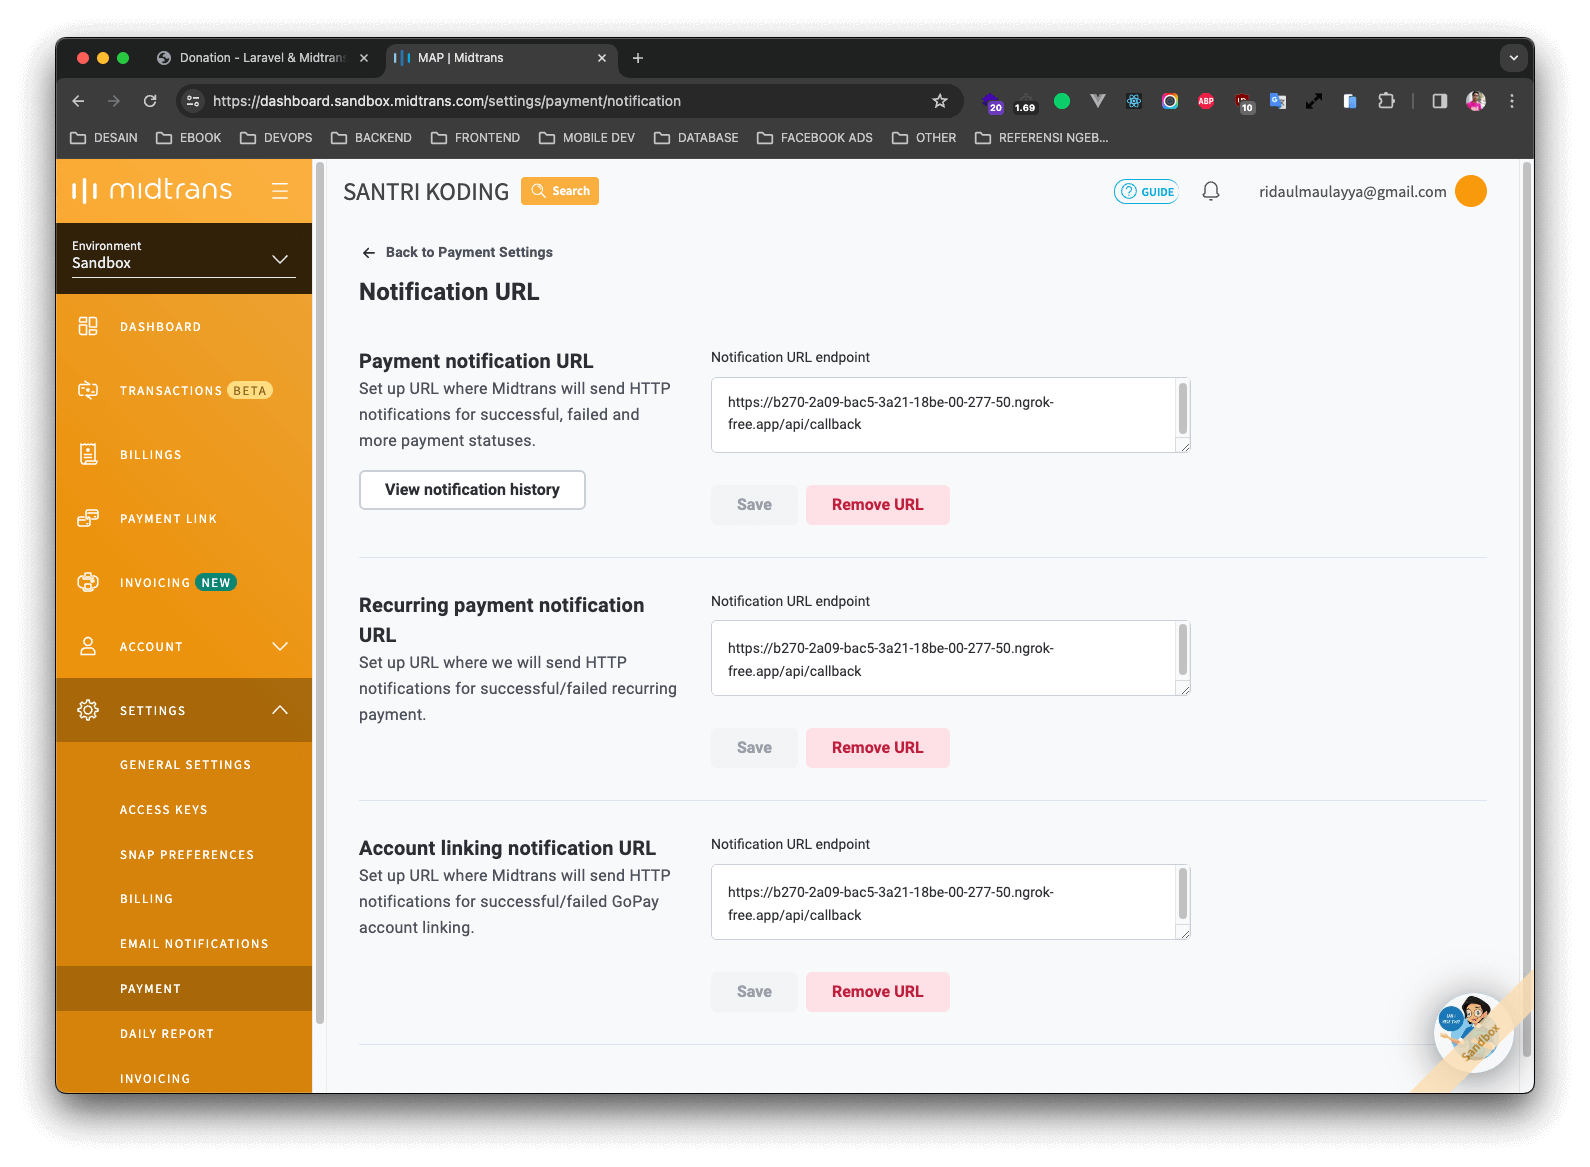 Donation - Laravel & Midtrans
MAP | Midtrans
https://dashboard.sandbox.midtrans.com/settings/payment/notification
20
1.69
ABP
10
DESAIN
EBOOK
DEVOPS
BACKEND
FRONTEND
MOBILE DEV
DATABASE
FACEBOOK ADS
OTHER
REFERENSI NGEB...
midtrans
SANTRI KODING
Search
GUIDE
ridaulmaulayya@gmail.com
Environment
Sandbox
DASHBOARD
TRANSACTIONS BETA
BILLINGS
PAYMENT LINK
INVOICING NEW
ACCOUNT
SETTINGS
GENERAL SETTINGS
ACCESS KEYS
SNAP PREFERENCES
BILLING
EMAIL NOTIFICATIONS
PAYMENT
DAILY REPORT
INVOICING
Back to Payment Settings
Notification URL
Payment notification URL
Set up URL where Midtrans will send HTTP
notifications for successful, failed and
more payment statuses.
View notification history
Notification URL endpoint
https://b270-2a09-bac5-3a21-18be-00-277-50.ngrok-
free.app/api/callback
Save
Remove URL
Recurring payment notification
URL
Set up URL where we will send HTTP
notifications for successful/failed recurring
payment.
Notification URL endpoint
https://b270-2a09-bac5-3a21-18be-00-277-50.ngrok-
free.app/api/callback
Save
Remove URL
Account linking notification URL
Set up URL where Midtrans will send HTTP
notifications for successful/failed GoPay
account linking.
Notification URL endpoint
https://b270-2a09-bac5-3a21-18be-00-277-50.ngrok-
free.app/api/callback
Save
Remove URL
Sandbox